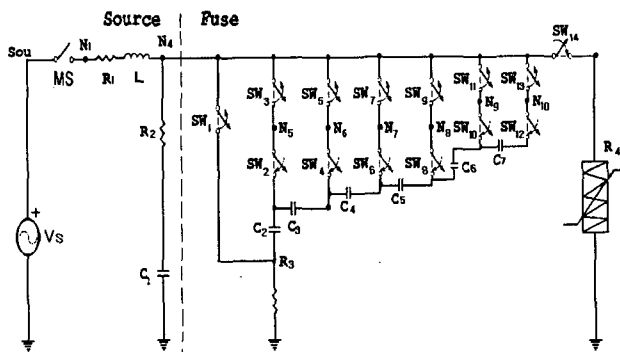 Source Fuse
Sou N1 N4 SW14
MS R1 L
SW3 SW5 SW7 SW9 SW11 SW13
SW1 N9 N10
R2 N5 N6 N7 N8 SW10 SW12
R4
SW2 SW4 SW6 SW8 C6 C7
C3 C4 C5
C2
+
Vs
C1 R3